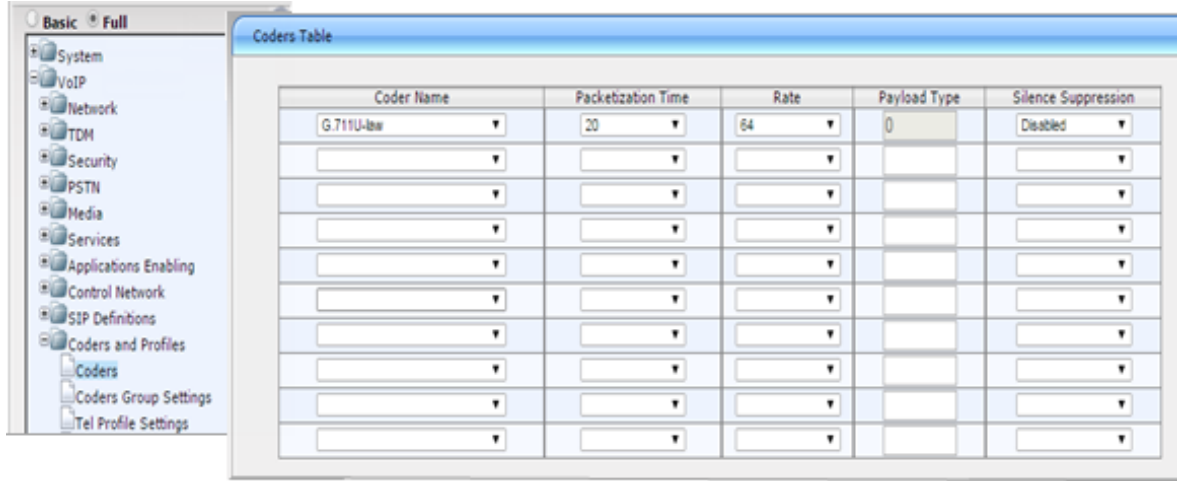 Basic Full
System
VoIP
Network
TDM
Security
PSTN
Media
Services
Applications Enabling
Control Network
SIP Definitions
Coders and Profiles
Coders
Coders Group Settings
Tel Profile Settings
Coders Table
Coder Name Packetization Time Rate Payload Type Silence Suppression
G.711U-law 20 64 0 Disabled